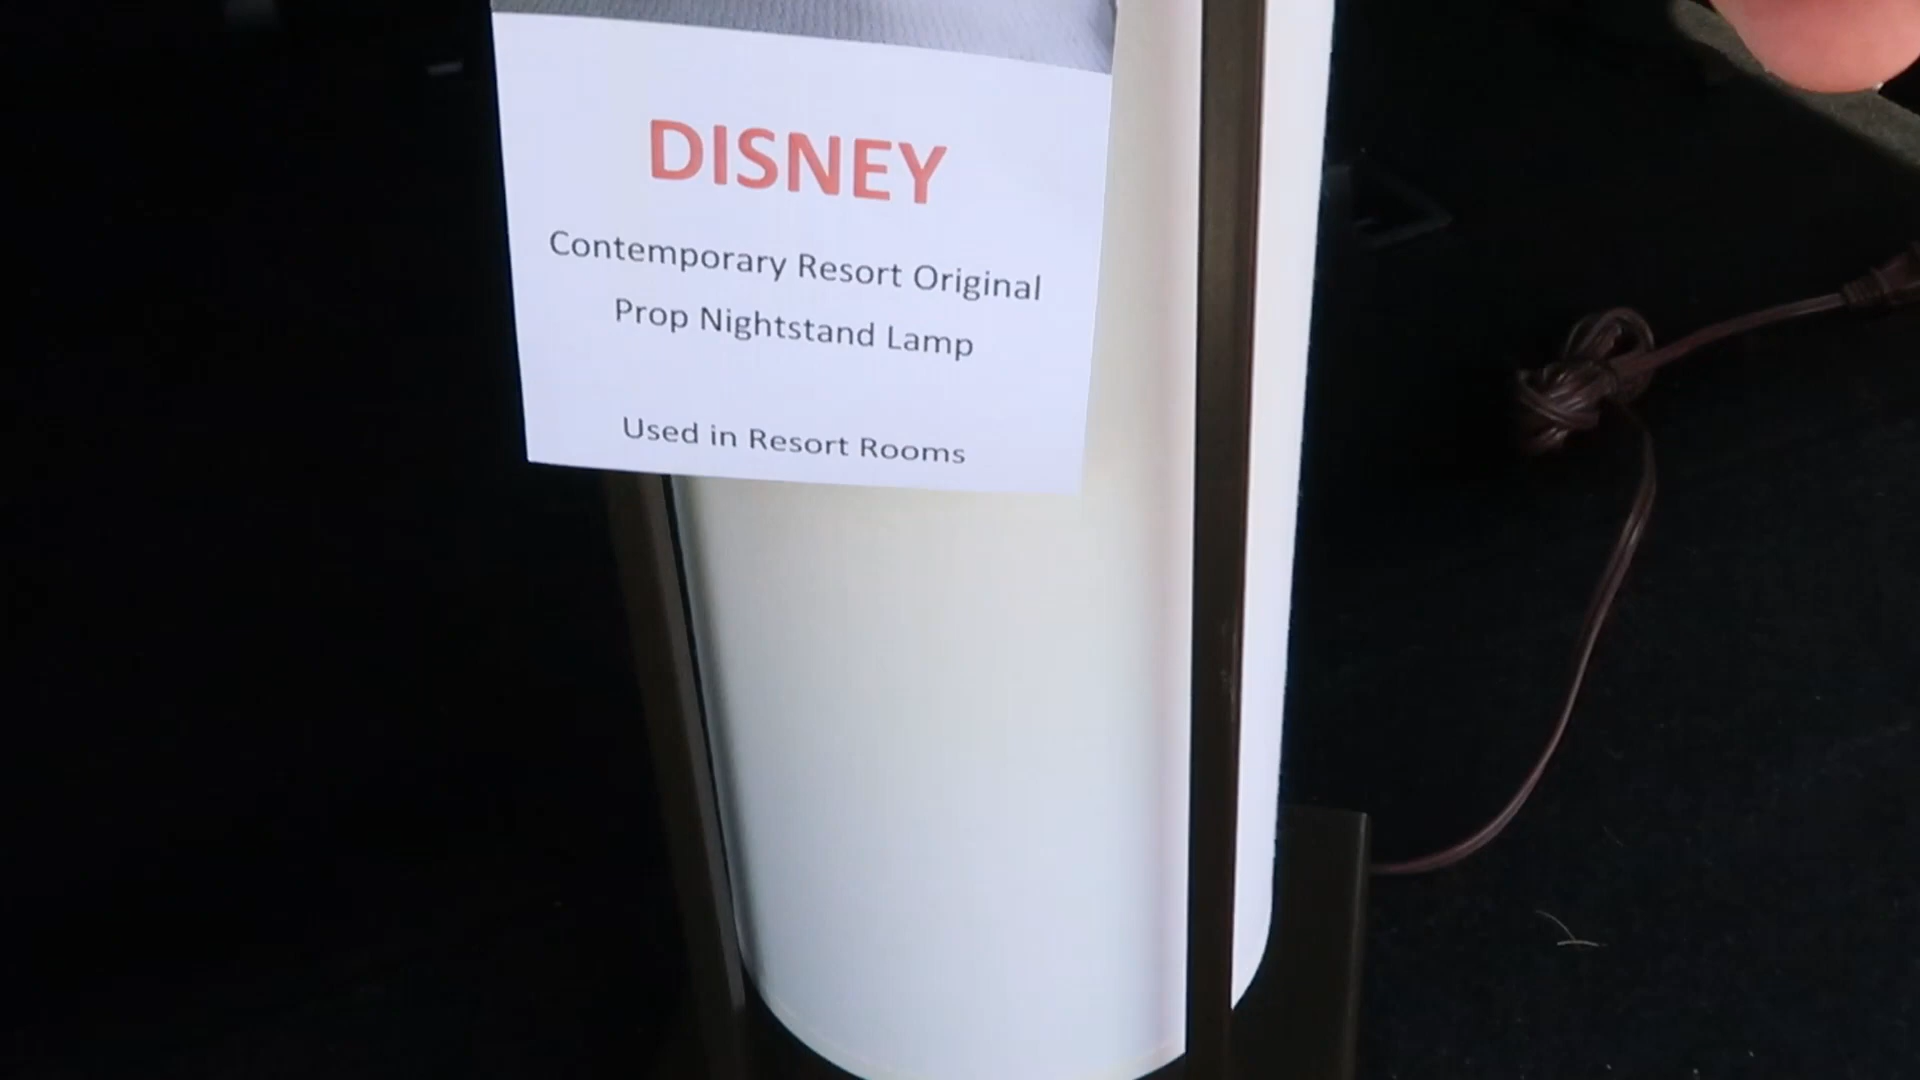 DISNEY
Contemporary Resort Original
Prop Nightstand Lamp
Used in Resort Rooms